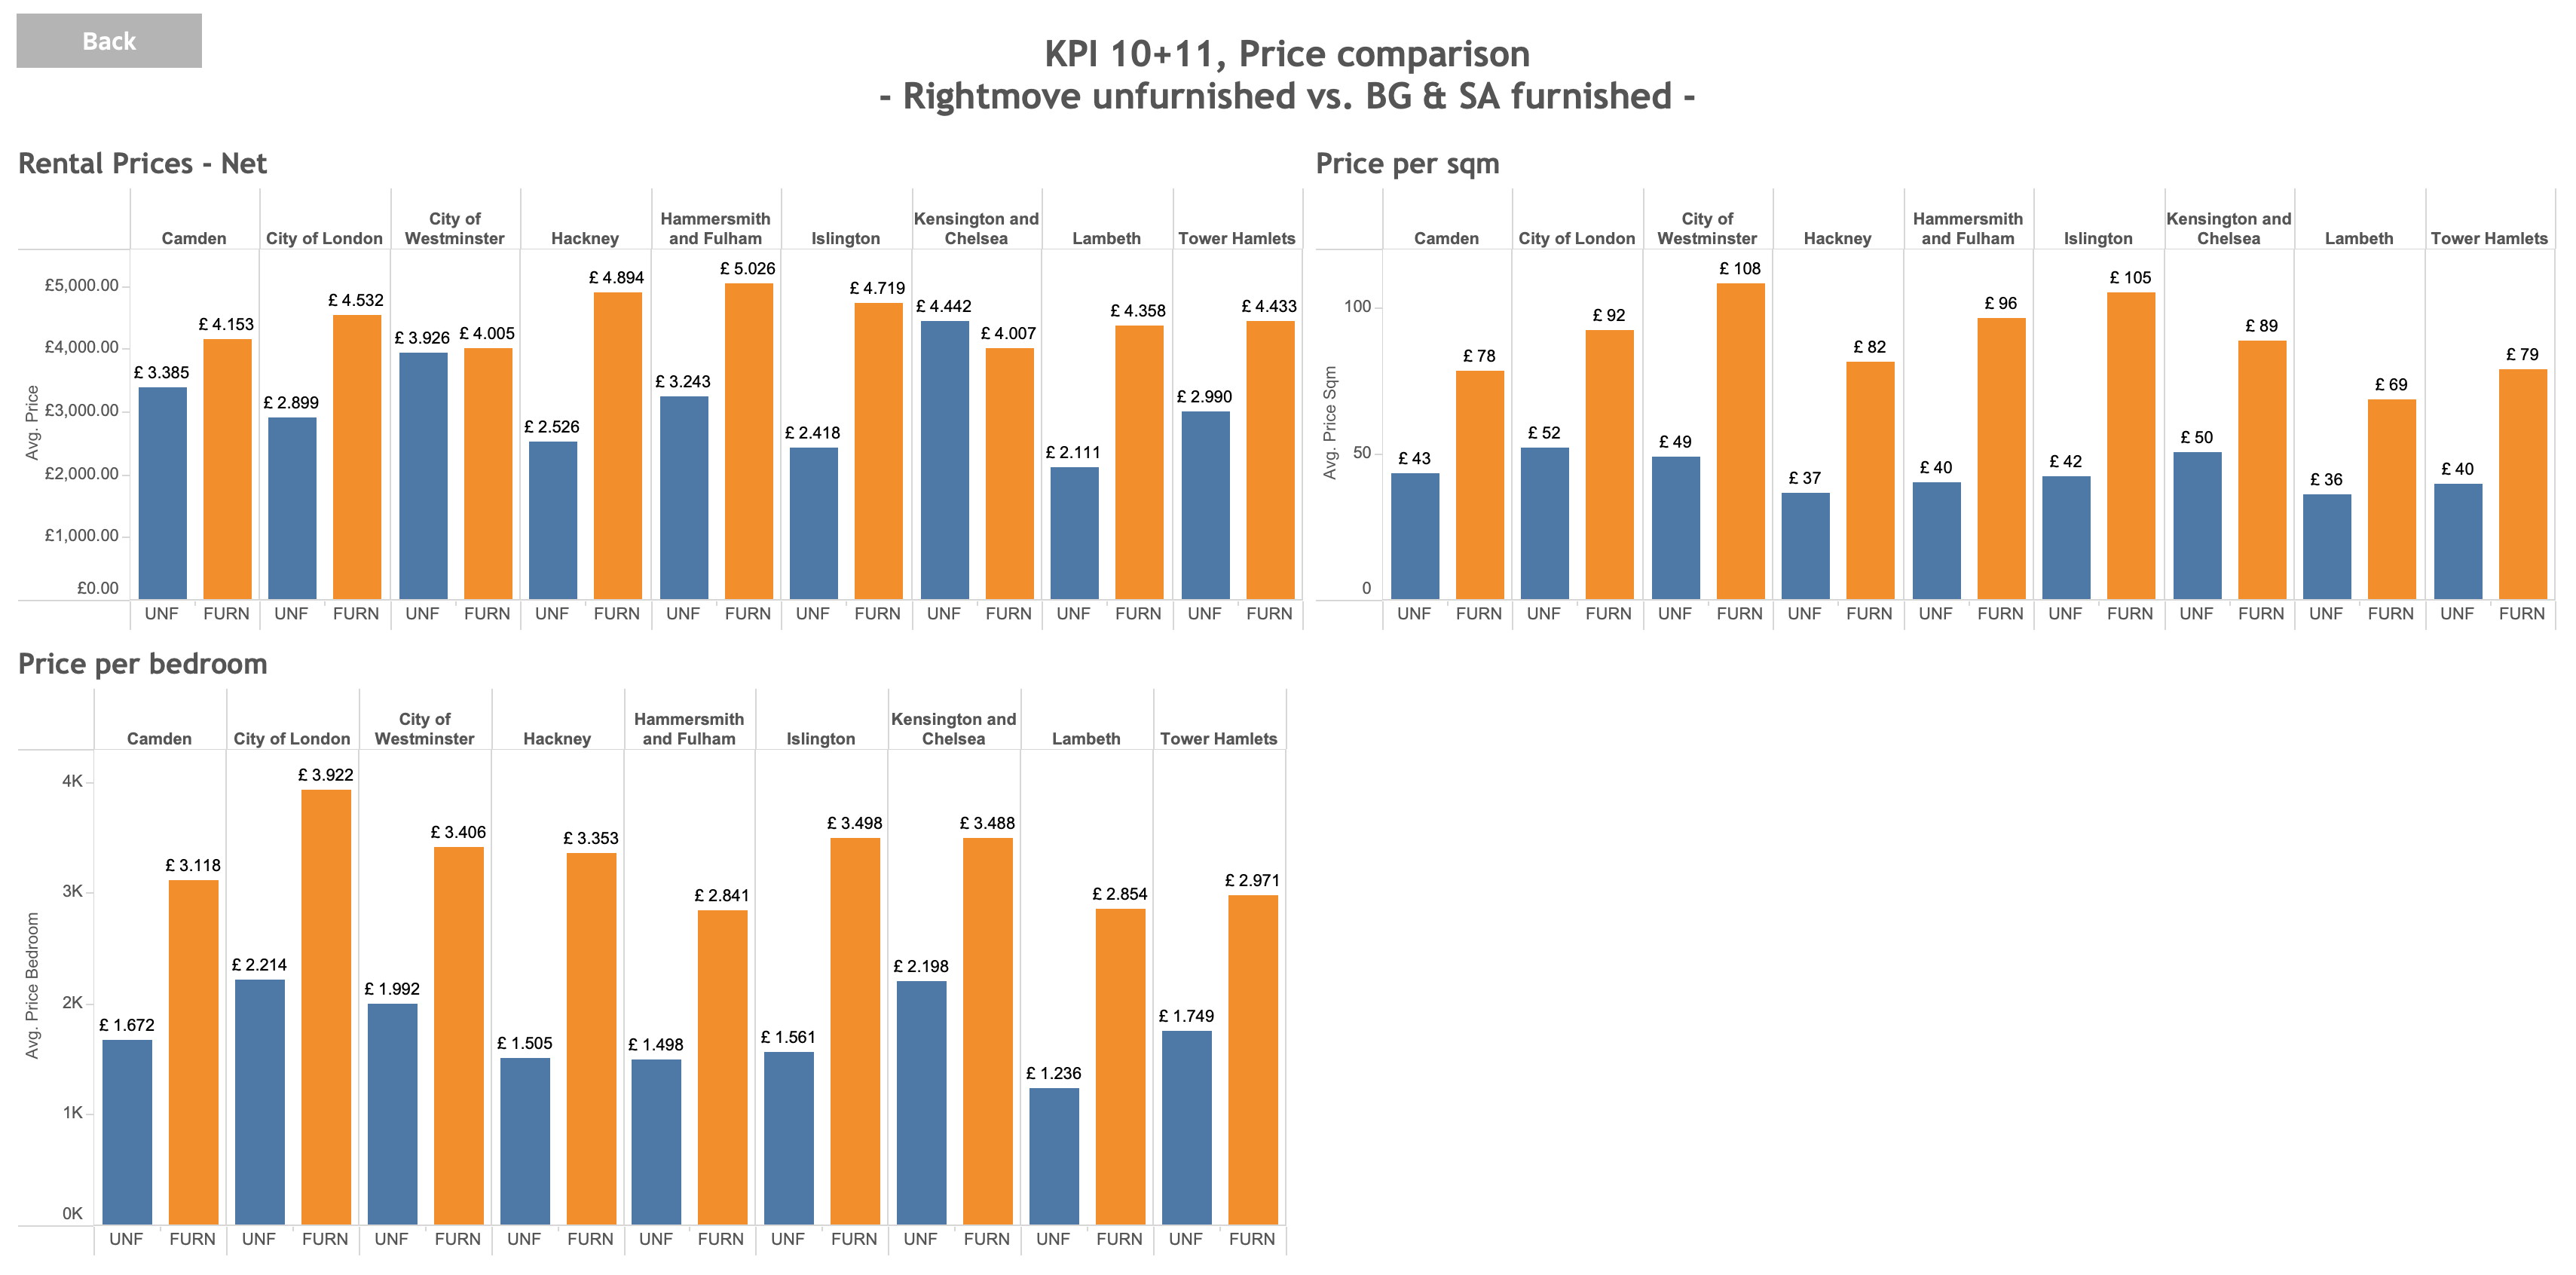 Back
KPI 10+11, Price comparison
- Rightmove unfurnished vs. BG & SA furnished -
Rental Prices - Net
Camden
City of London
City of
Westminster
Hackney
Hammersmith
and Fulham
Islington
Kensington and
Chelsea
Lambeth
Tower Hamlets
Avg. Price
£5,000.00
£4,000.00
£3,000.00
£2,000.00
£1,000.00
£0.00
£ 3.385
£ 4.153
£ 2.899
£ 4.532
£ 3.926
£ 4.005
£ 2.526
£ 4.894
£ 3.243
£ 5.026
£ 2.418
£ 4.719
£ 4.442
£ 4.007
£ 2.111
£ 4.358
£ 2.990
£ 4.433
UNF FURN UNF FURN UNF FURN UNF FURN UNF FURN UNF FURN UNF FURN UNF FURN UNF FURN
Price per sqm
Camden
City of London
City of
Westminster
Hackney
Hammersmith
and Fulham
Islington
Kensington and
Chelsea
Lambeth
Tower Hamlets
Avg. Price Sqm
100
50
0
£ 43
£ 78
£ 52
£ 92
£ 49
£ 108
£ 37
£ 82
£ 40
£ 96
£ 42
£ 105
£ 50
£ 89
£ 36
£ 69
£ 40
£ 79
UNF FURN UNF FURN UNF FURN UNF FURN UNF FURN UNF FURN UNF FURN UNF FURN UNF FURN
Price per bedroom
Camden
City of London
City of
Westminster
Hackney
Hammersmith
and Fulham
Islington
Kensington and
Chelsea
Lambeth
Tower Hamlets
Avg. Price Bedroom
4K
3K
2K
1K
0K
£ 1.672
£ 3.118
£ 2.214
£ 3.922
£ 1.992
£ 3.406
£ 1.505
£ 3.353
£ 1.498
£ 2.841
£ 1.561
£ 3.498
£ 2.198
£ 3.488
£ 1.236
£ 2.854
£ 1.749
£ 2.971
UNF FURN UNF FURN UNF FURN UNF FURN UNF FURN UNF FURN UNF FURN UNF FURN UNF FURN